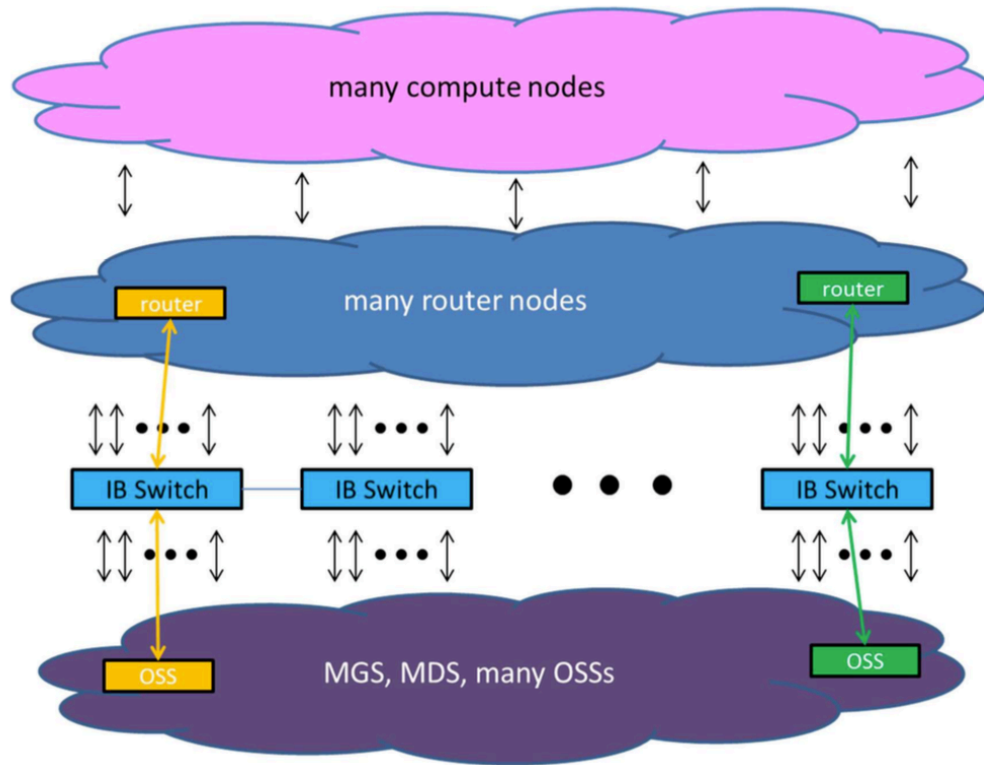 many compute nodes
router
many router nodes
router
IB Switch
IB Switch
IB Switch
OSS
MGS, MDS, many OSSs
OSS